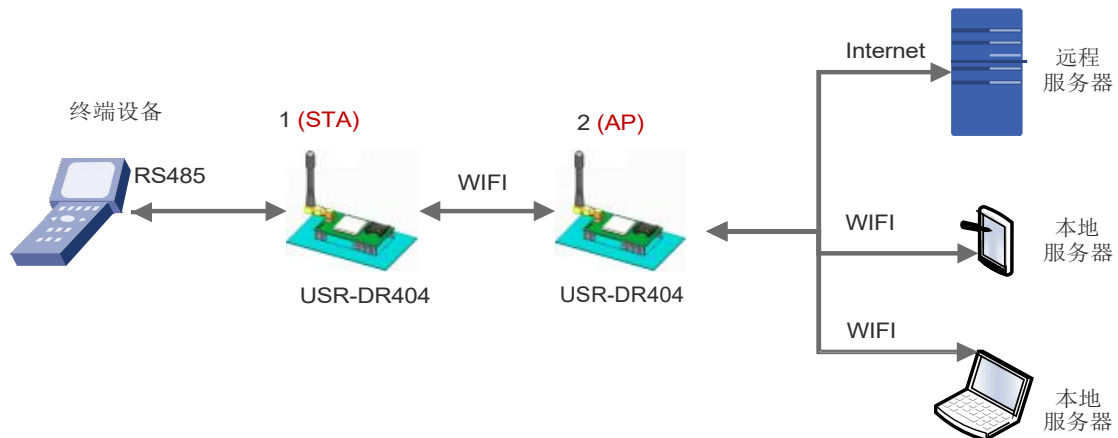 Internet
远程
服务器
终端设备
1 (STA)
2 (AP)
RS485
WIFI
WIFI
本地
服务器
USR-DR404
USR-DR404
WIFI
本地
服务器